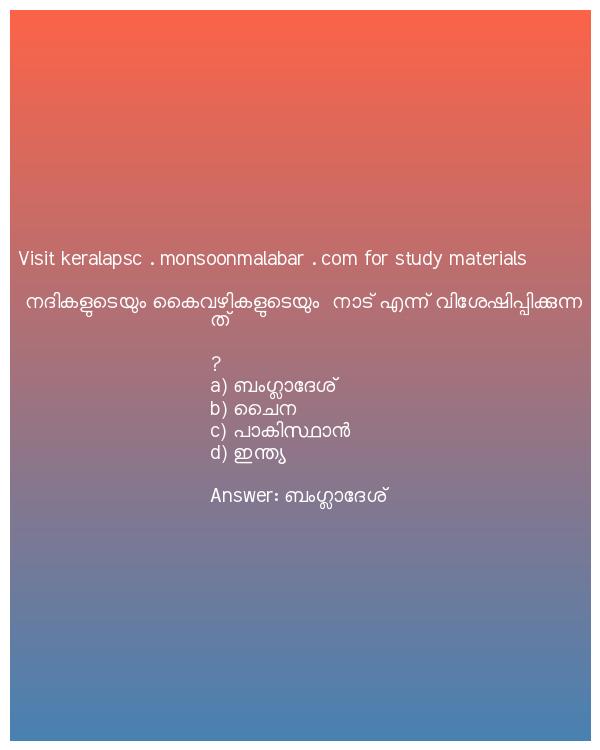 Visit keralapsc . monsoonmalabar . com for study materials
നദികളുടെയും കൈവഴികളുടെയും നാട് എന്ന് വിശേഷിപ്പിക്കുന്ന
ത്
?
a) ബംഗ്ലാദേശ്
b) ചൈന
c) പാകിസ്ഥാൻ
d) ഇന്ത്യ
Answer: ബംഗ്ലാദേശ്